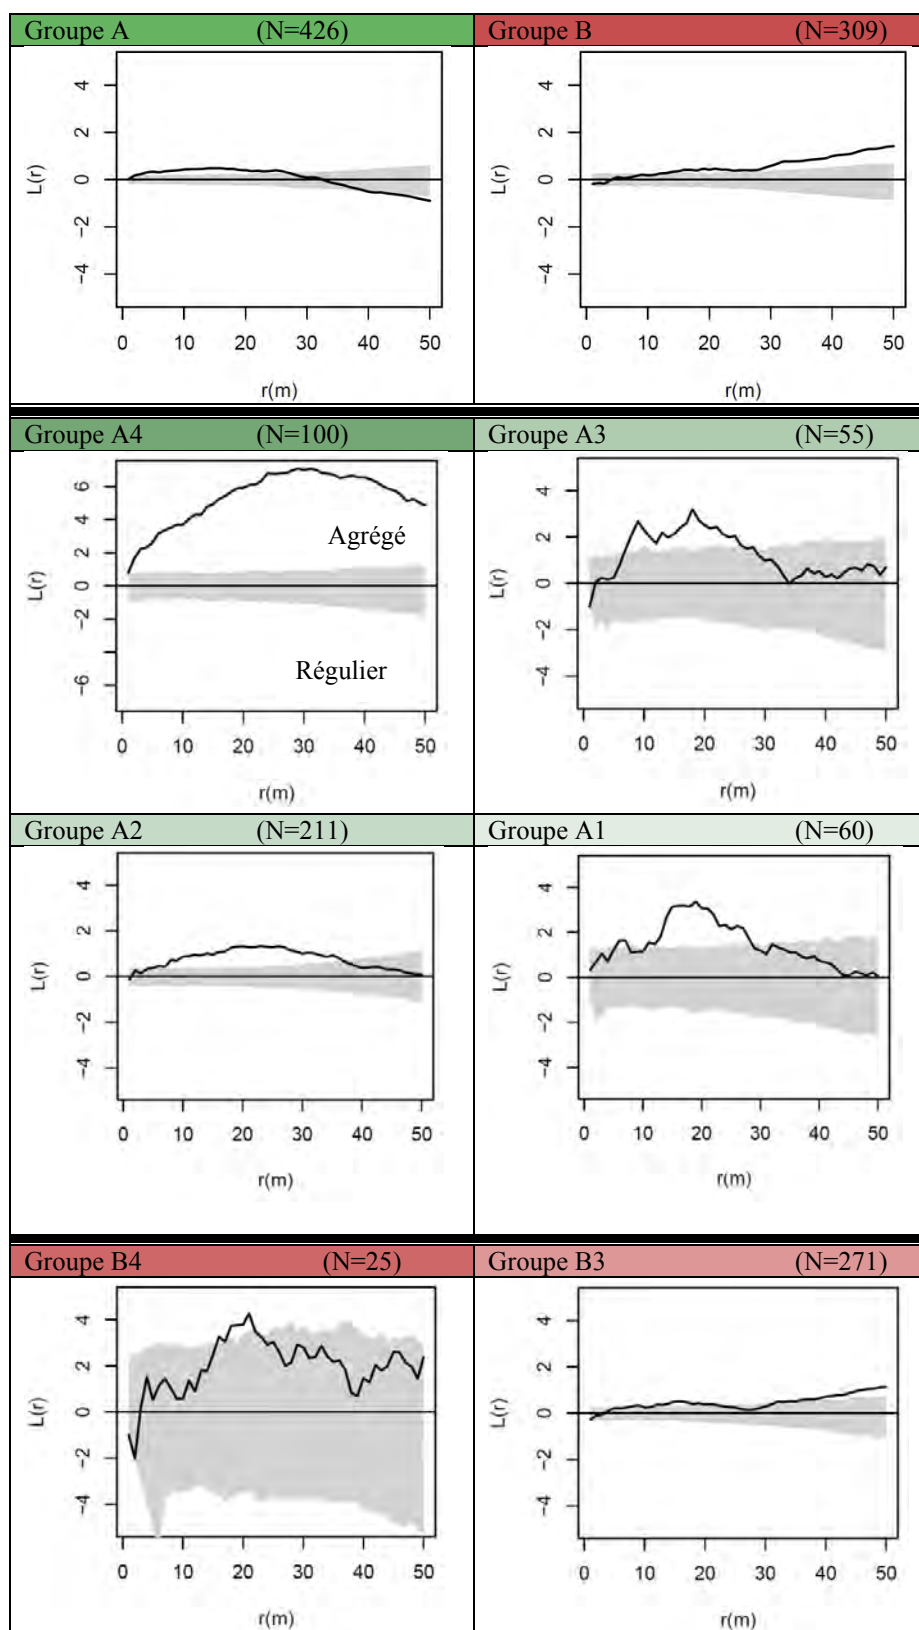 Groupe A (N=426)
Groupe B (N=309)
4
2
0
−2
−4
L(r)
0 10 20 30 40 50
r(m)
4
2
0
−2
−4
L(r)
0 10 20 30 40 50
r(m)
Groupe A4 (N=100)
Groupe A3 (N=55)
6
4
2
0
−2
−6
L(r)
Agrégé
Régulier
0 10 20 30 40 50
r(m)
4
2
0
−2
−4
L(r)
0 10 20 30 40 50
r(m)
Groupe A2 (N=211)
Groupe A1 (N=60)
4
2
0
−2
−4
L(r)
0 10 20 30 40 50
r(m)
4
2
0
−2
−4
L(r)
0 10 20 30 40 50
r(m)
Groupe B4 (N=25)
Groupe B3 (N=271)
4
2
0
−2
−4
L(r)
0 10 20 30 40 50
r(m)
4
2
0
−2
−4
L(r)
0 10 20 30 40 50
r(m)